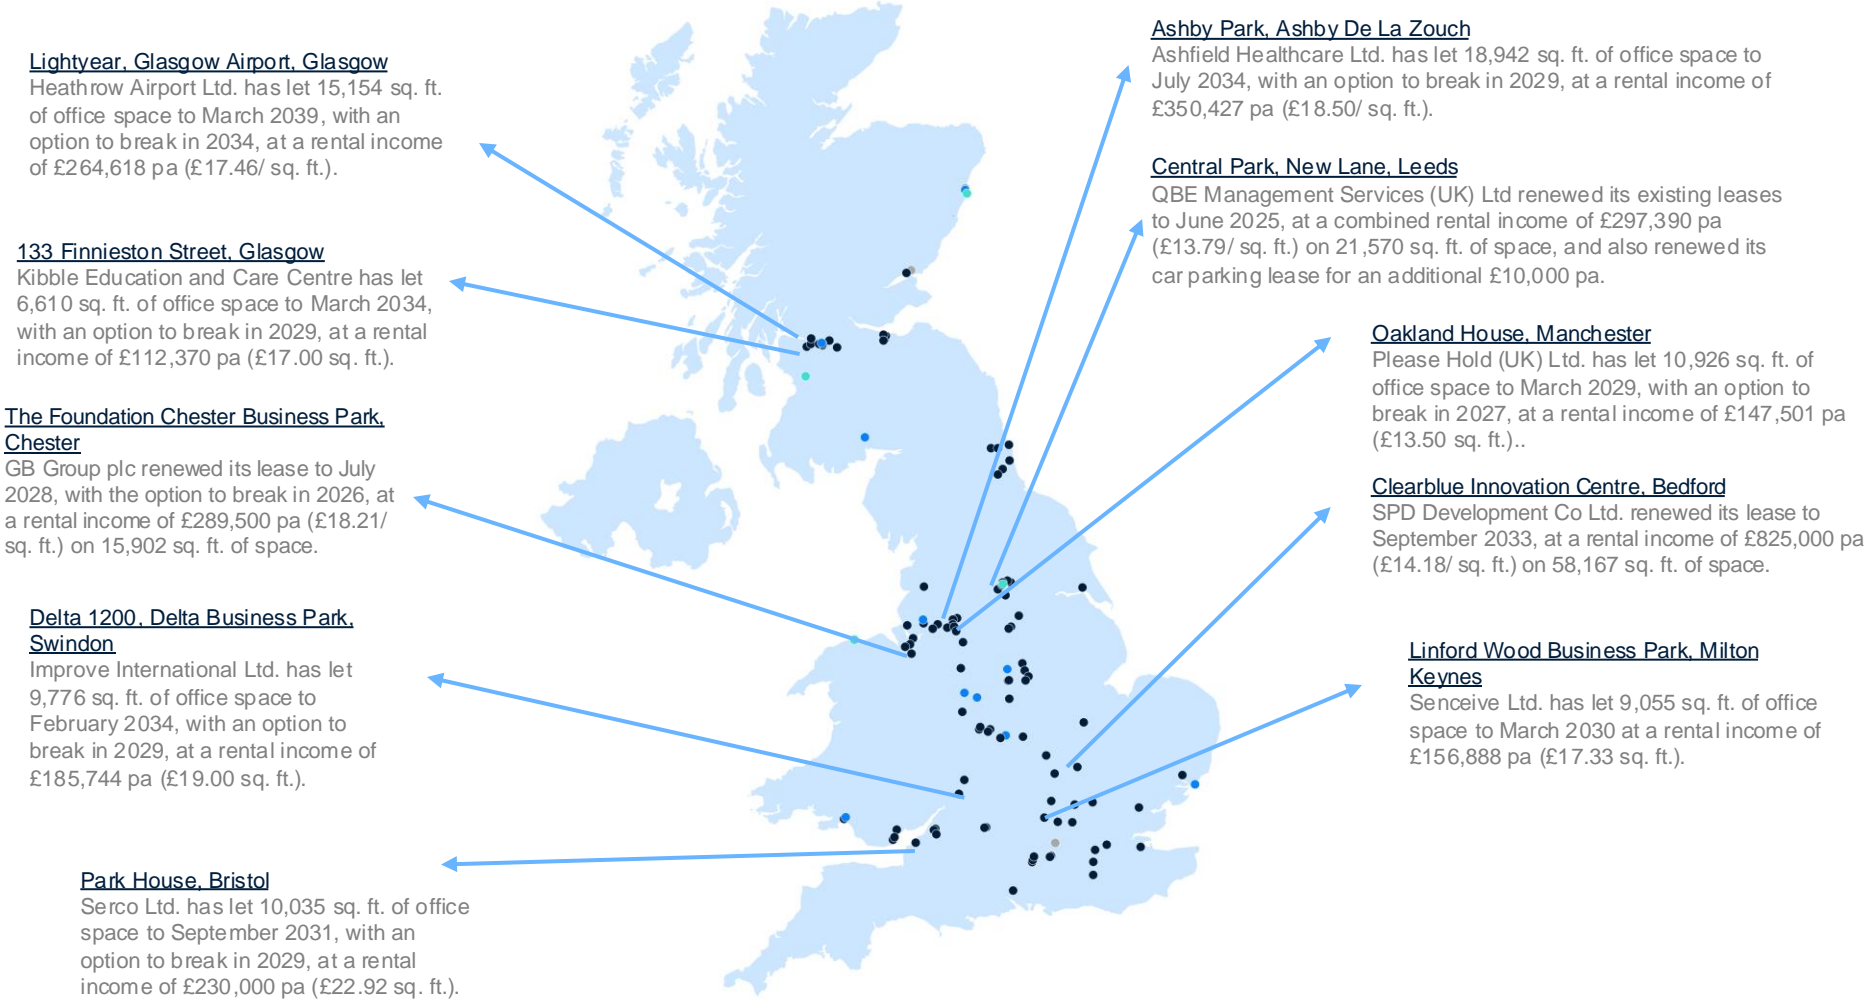 Lightyear, Glasgow Airport, Glasgow
Heathrow Airport Ltd. has let 15,154 sq. ft.
of office space to March 2039, with an
option to break in 2034, at a rental income
of £264,618 pa (£17.46/ sq. ft.).
133 Finnieston Street, Glasgow
Kibble Education and Care Centre has let
6,610 sq. ft. of office space to March 2034,
with an option to break in 2029, at a rental
income of £112,370 pa (£17.00 sq. ft.).
The Foundation Chester Business Park,
Chester
GB Group plc renewed its lease to July
2028, with the option to break in 2026, at
a rental income of £289,500 pa (£18.21/
sq. ft.) on 15,902 sq. ft. of space.
Delta 1200, Delta Business Park,
Swindon
Improve International Ltd. has let
9,776 sq. ft. of office space to
February 2034, with an option to
break in 2029, at a rental income of
£185,744 pa (£19.00 sq. ft.).
Park House, Bristol
Serco Ltd. has let 10,035 sq. ft. of office
space to September 2031, with an
option to break in 2029, at a rental
income of £230,000 pa (£22.92 sq. ft.).
Ashby Park, Ashby De La Zouch
Ashfield Healthcare Ltd. has let 18,942 sq. ft. of office space to
July 2034, with an option to break in 2029, at a rental income of
£350,427 pa (£18.50/ sq. ft.).
Central Park, New Lane, Leeds
QBE Management Services (UK) Ltd renewed its existing leases
to June 2025, at a combined rental income of £297,390 pa
(£13.79/ sq. ft.) on 21,570 sq. ft. of space, and also renewed its
car parking lease for an additional £10,000 pa.
Oakland House, Manchester
Please Hold (UK) Ltd. has let 10,926 sq. ft. of
office space to March 2029, with an option to
break in 2027, at a rental income of £147,501 pa
(£13.50 sq. ft.)..
Clearblue Innovation Centre, Bedford
SPD Development Co Ltd. renewed its lease to
September 2033, at a rental income of £825,000 pa
(£14.18/ sq. ft.) on 58,167 sq. ft. of space.
Linford Wood Business Park, Milton
Keynes
Senceive Ltd. has let 9,055 sq. ft. of office
space to March 2030 at a rental income of
£156,888 pa (£17.33 sq. ft.).